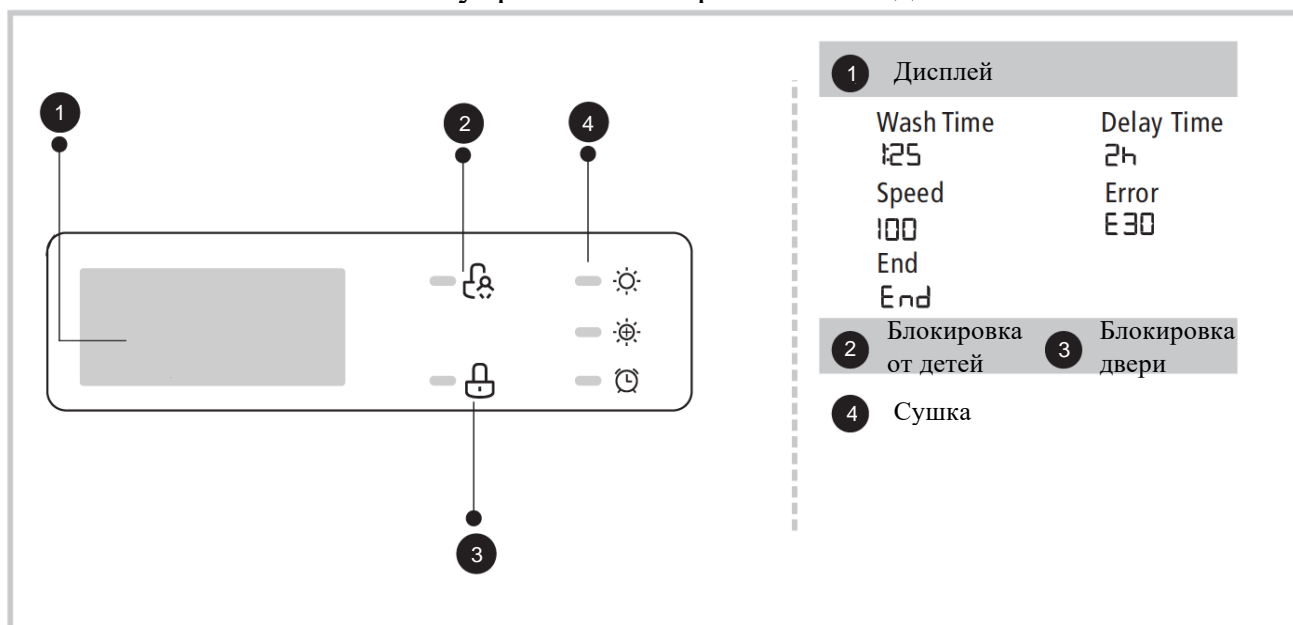 1
2
4
3
1 Дисплей
Wash Time Delay Time
1:25 2h
Speed Error
100 E30
End
End
2 Блокировка от детей 3 Блокировка двери
4 Сушка